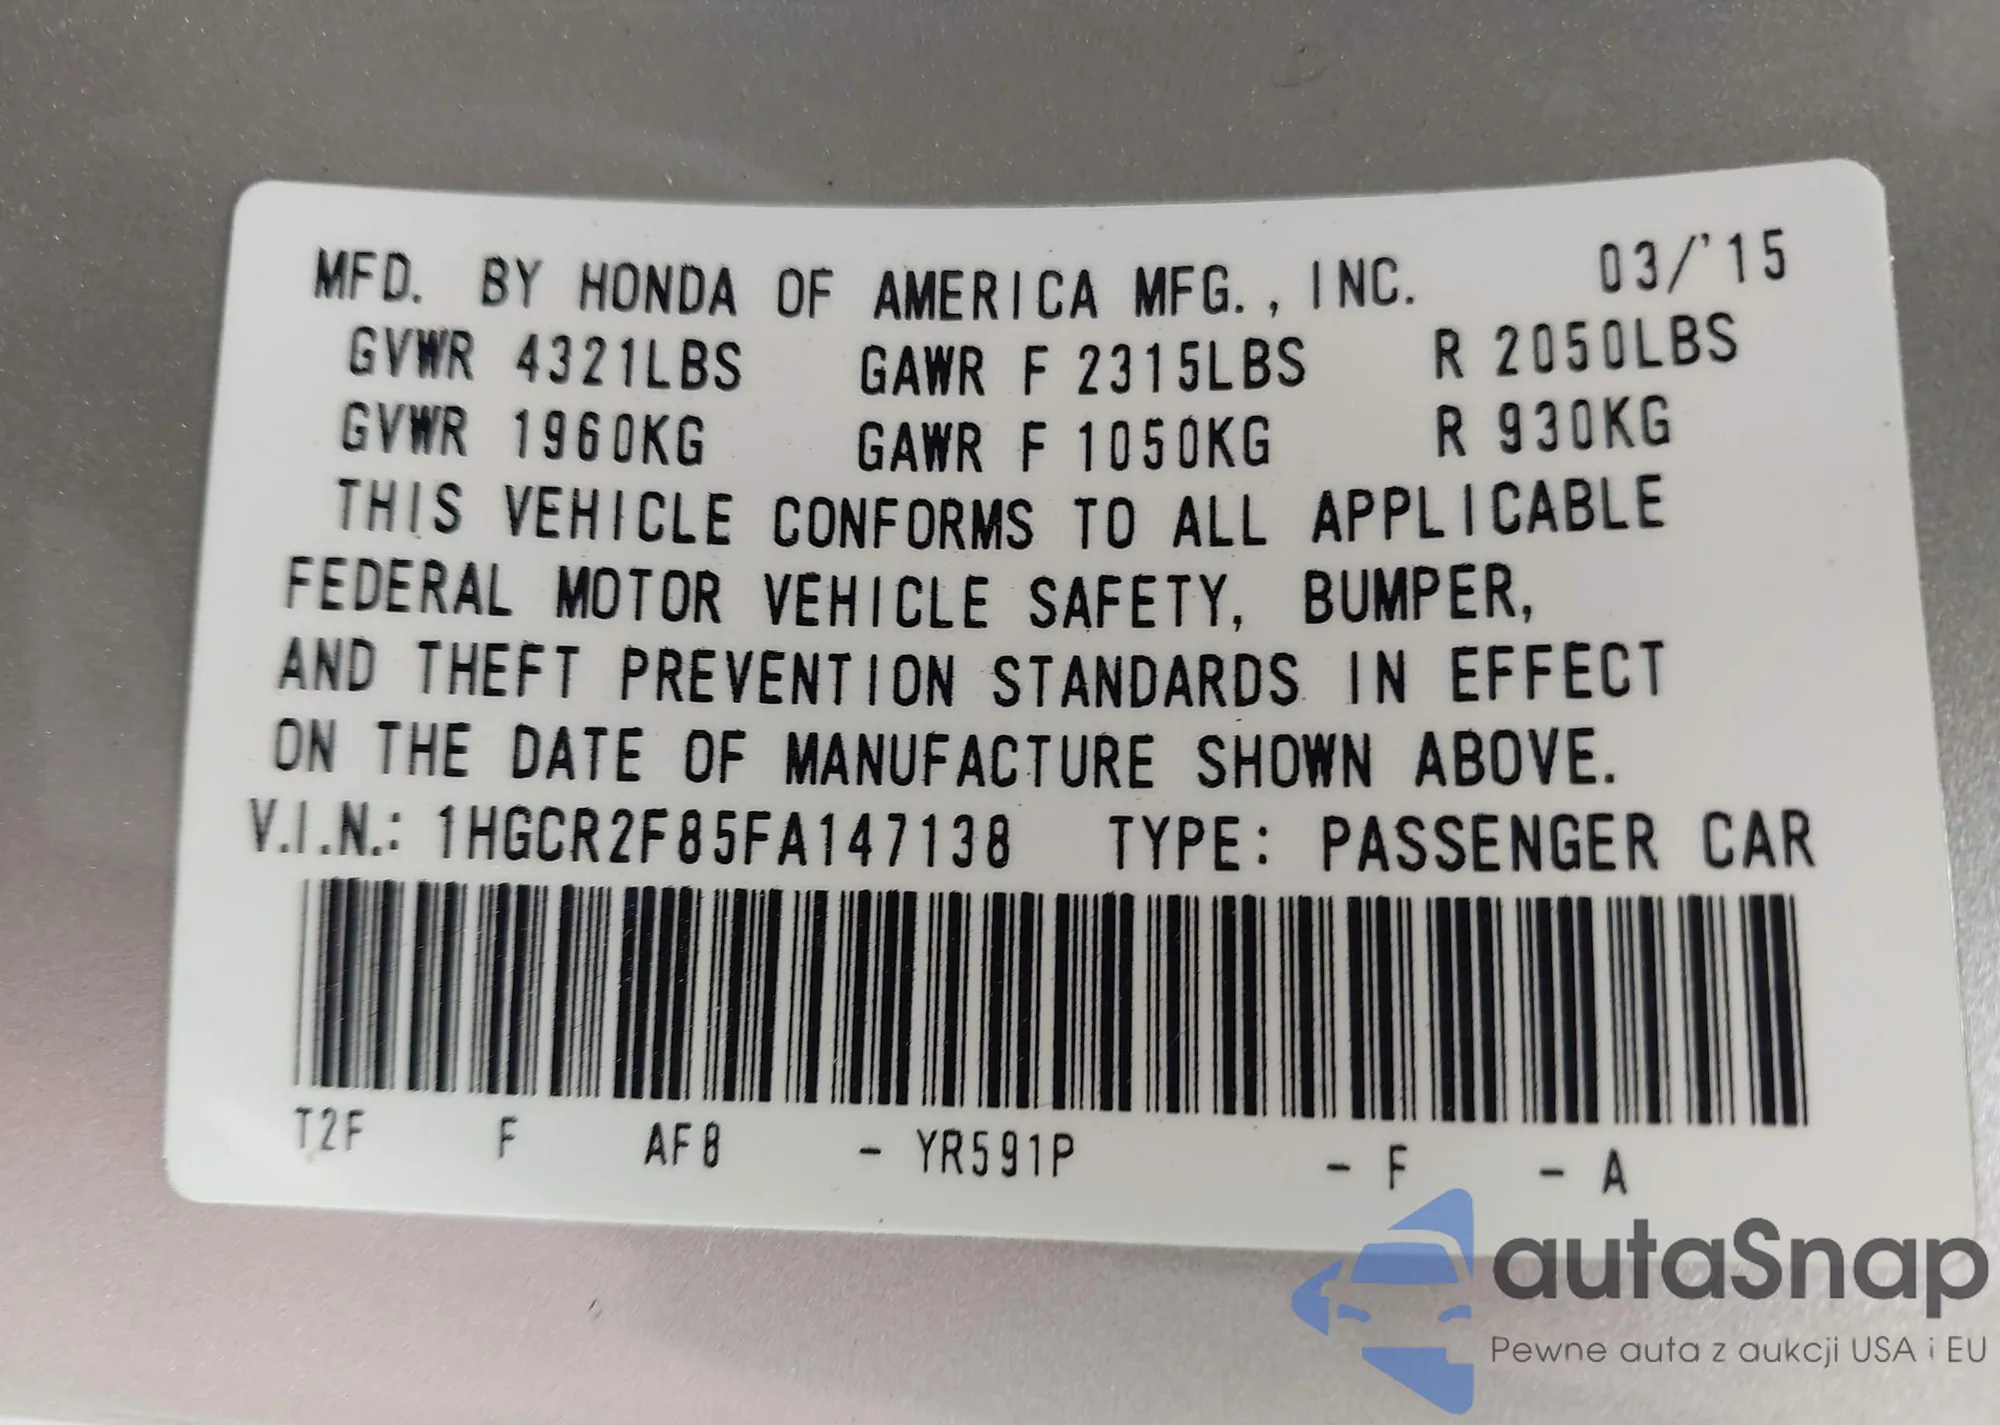 MFD. BY HONDA OF AMERICA MFG., INC. 03/'15
GVWR 4321LBS GAWR F 2315LBS R 2050LBS
GVWR 1960KG GAWR F 1050KG R 930KG
THIS VEHICLE CONFORMS TO ALL APPLICABLE
FEDERAL MOTOR VEHICLE SAFETY, BUMPER,
AND THEFT PREVENTION STANDARDS IN EFFECT
ON THE DATE OF MANUFACTURE SHOWN ABOVE.
V.I.N.: 1HGCR2F85FA147138 TYPE: PASSENGER CAR
T2F F AF8 - YR591P - F - A
autaSnap
Pewne auta z aukcji USA i EU